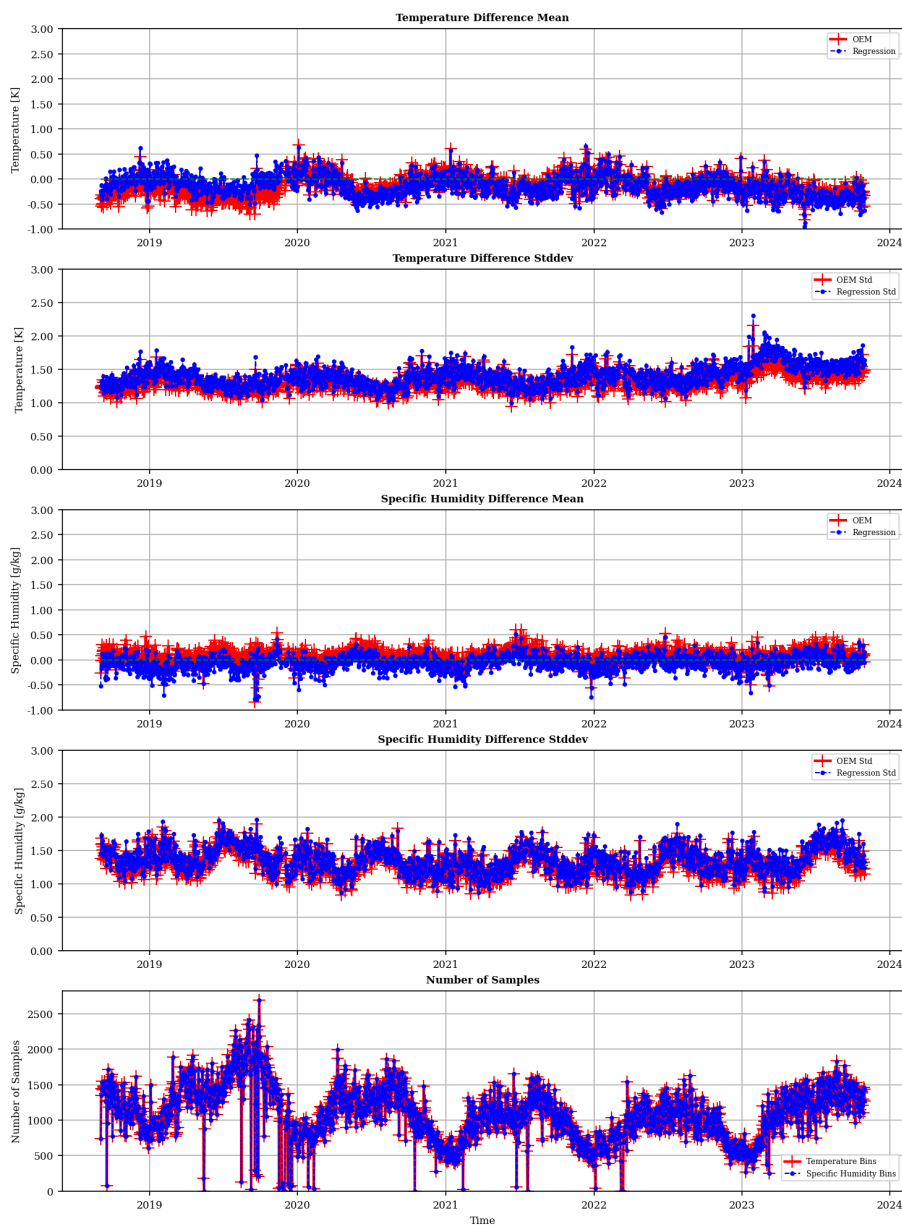 Temperature Difference Mean
3.00
2.50
2.00
1.50
1.00
0.50
0.00
-0.50
-1.00
Temperature [K]
OEM
Regression
2019 2020 2021 2022 2023 2024
Temperature Difference Stddev
3.00
2.50
2.00
1.50
1.00
0.50
0.00
Temperature [K]
OEM Std
Regression Std
2019 2020 2021 2022 2023 2024
Specific Humidity Difference Mean
3.00
2.50
2.00
1.50
1.00
0.50
0.00
-0.50
-1.00
Specific Humidity [g/kg]
OEM
Regression
2019 2020 2021 2022 2023 2024
Specific Humidity Difference Stddev
3.00
2.50
2.00
1.50
1.00
0.50
0.00
Specific Humidity [g/kg]
OEM Std
Regression Std
2019 2020 2021 2022 2023 2024
Number of Samples
2500
2000
1500
1000
500
0
Number of Samples
Temperature Bins
Specific Humidity Bins
2019 2020 2021 2022 2023 2024
Time